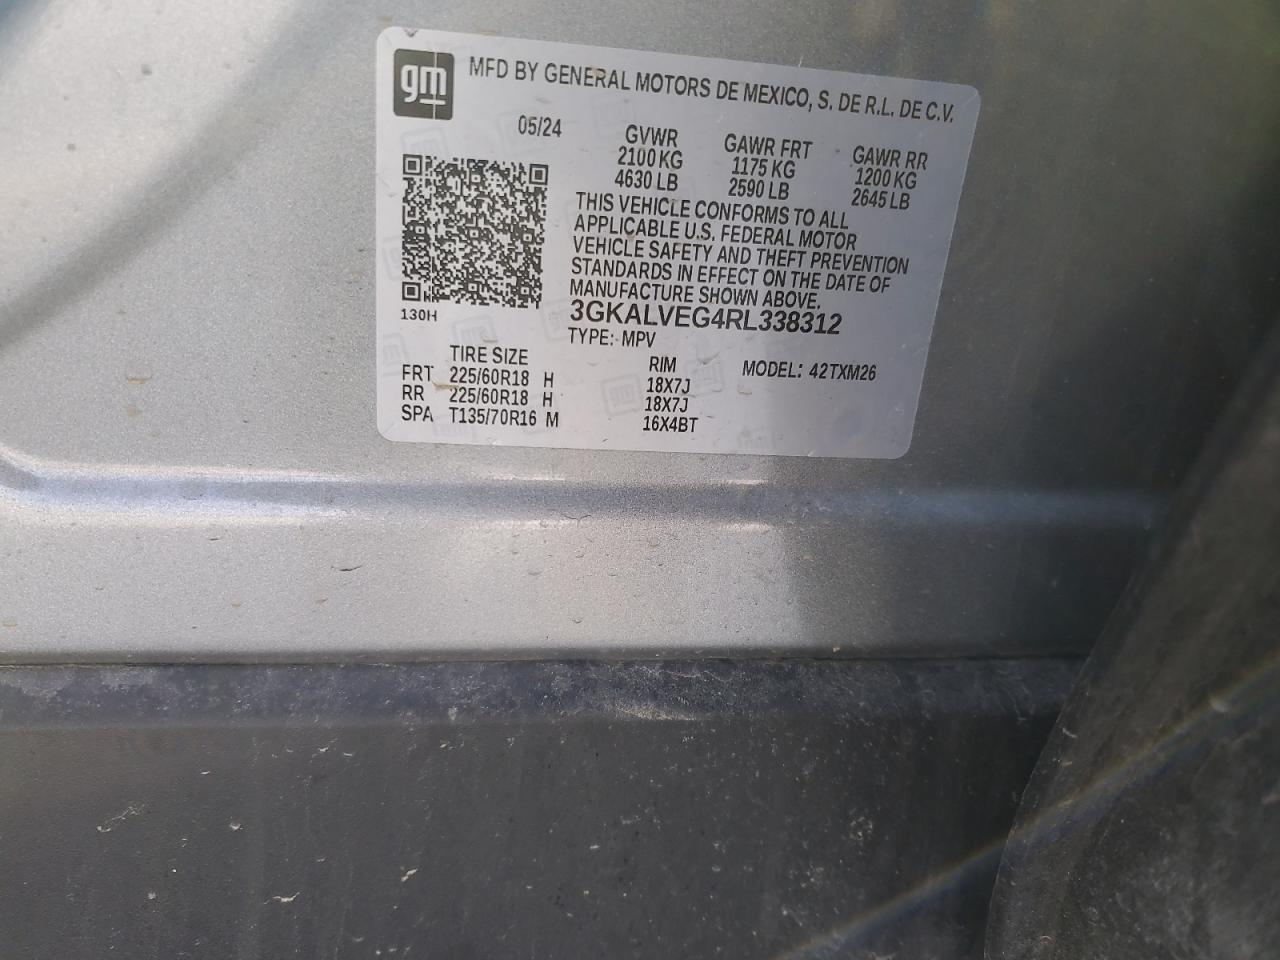 gm
MFD BY GENERAL MOTORS DE MEXICO, S. DE R.L. DE C.V.
05/24
GVWR GAWR FRT GAWR RR
2100 KG 1175 KG 1200 KG
4630 LB 2590 LB 2645 LB
THIS VEHICLE CONFORMS TO ALL
APPLICABLE U.S. FEDERAL MOTOR
VEHICLE SAFETY AND THEFT PREVENTION
STANDARDS IN EFFECT ON THE DATE OF
MANUFACTURE SHOWN ABOVE.
130H
3GKALVEG4RL338312
TYPE: MPV
TIRE SIZE RIM MODEL: 42TXM26
FRT 225/60R18 H 18X7J
RR 225/60R18 H 18X7J
SPA T135/70R16 M 16X4BT